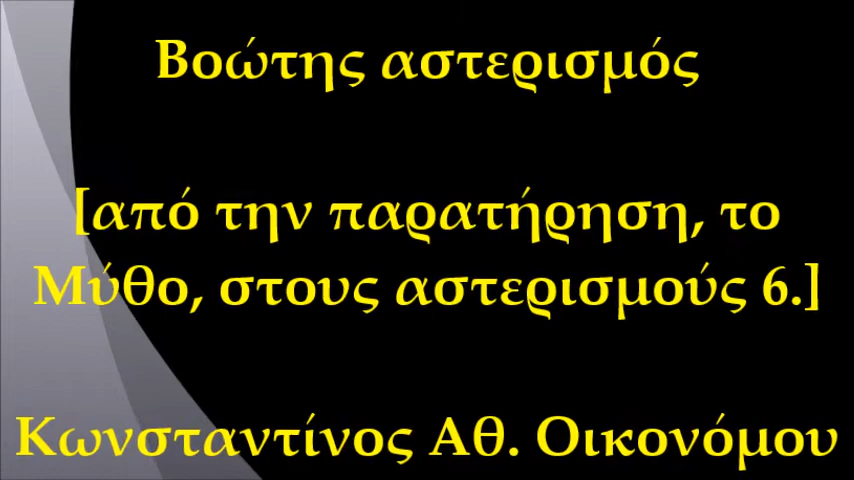 Βοώτης αστερισμός
[από την παρατήρηση, το
Μύθο, στους αστερισμούς 6.]
Κωνσταντίνος Αθ. Οικονόμου